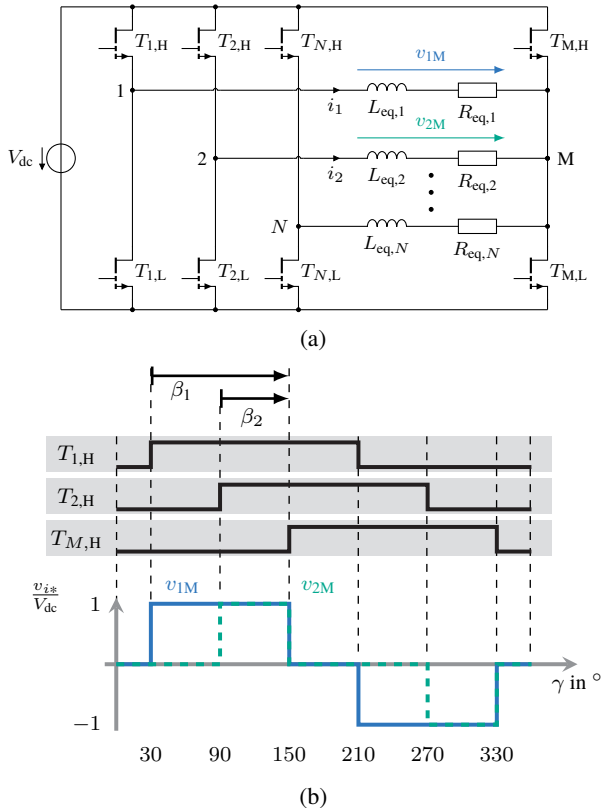 T1,H T2,H TN,H TM,H
v1M
1
i1 Leq,1 Req,1
v2M
Vdc 2 M
i2 Leq,2 Req,2
N
Leq,N Req,N
T1,L T2,L TN,L TM,L
(a)
β1
β2
T1,H
T2,H
TM,H
vi*/Vdc
v1M v2M
1
γ in °
−1
30 90 150 210 270 330
(b)